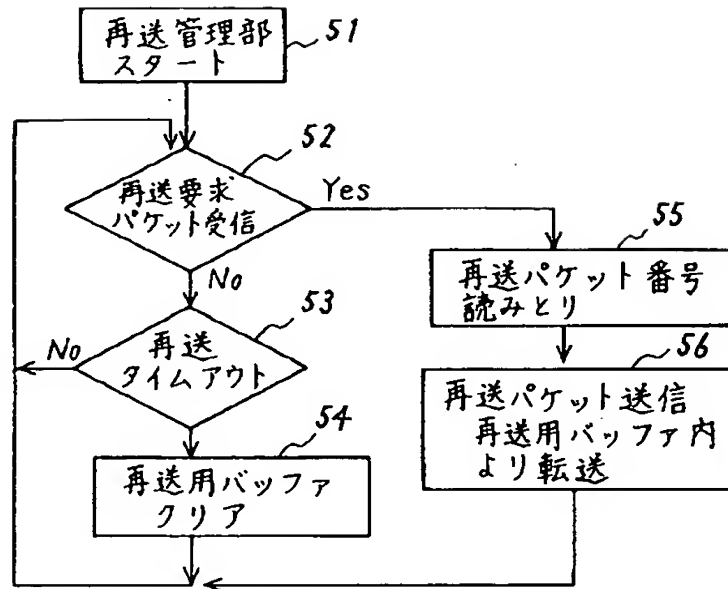 再送管理部
スタート
51
52
再送要求
パケット受信
Yes
No
55
再送パケット番号
読みとり
53
再送
タイムアウト
No
56
再送パケット送信
再送用バッファ内
より転送
54
再送用バッファ
クリア